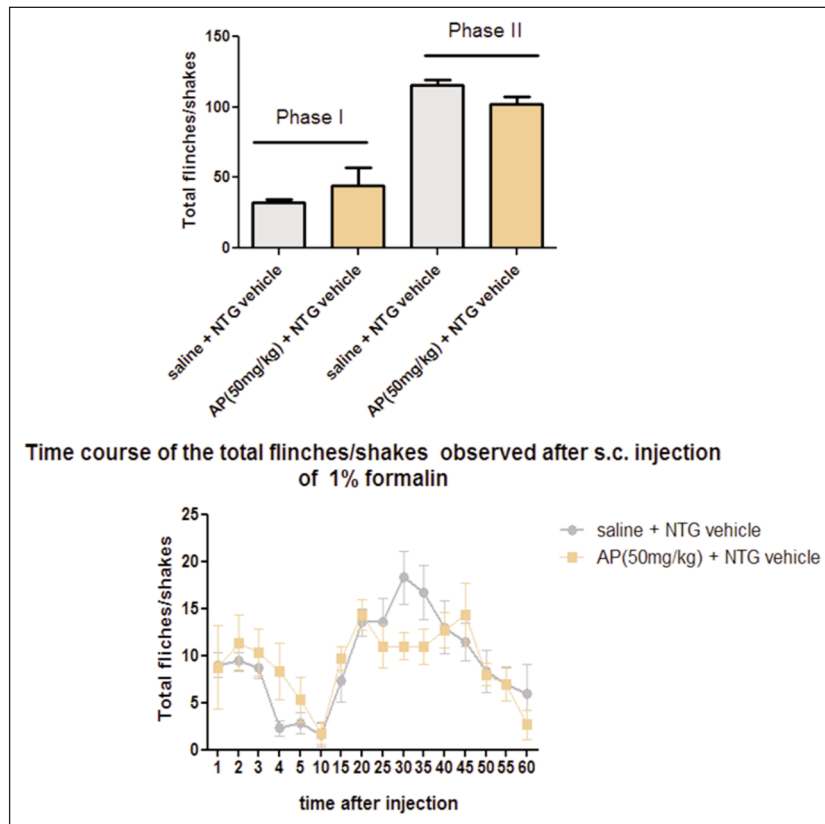 150
100
50
0
Total flinches/shakes
Phase I
Phase II
saline + NTG vehicle
AP(50mg/kg) + NTG vehicle
saline + NTG vehicle
AP(50mg/kg) + NTG vehicle
Time course of the total flinches/shakes observed after s.c. injection
of 1% formalin
25
20
15
10
5
0
Total fliches/shakes
1 2 3 4 5 10 15 20 25 30 35 40 45 50 55 60
time after injection
saline + NTG vehicle
AP(50mg/kg) + NTG vehicle